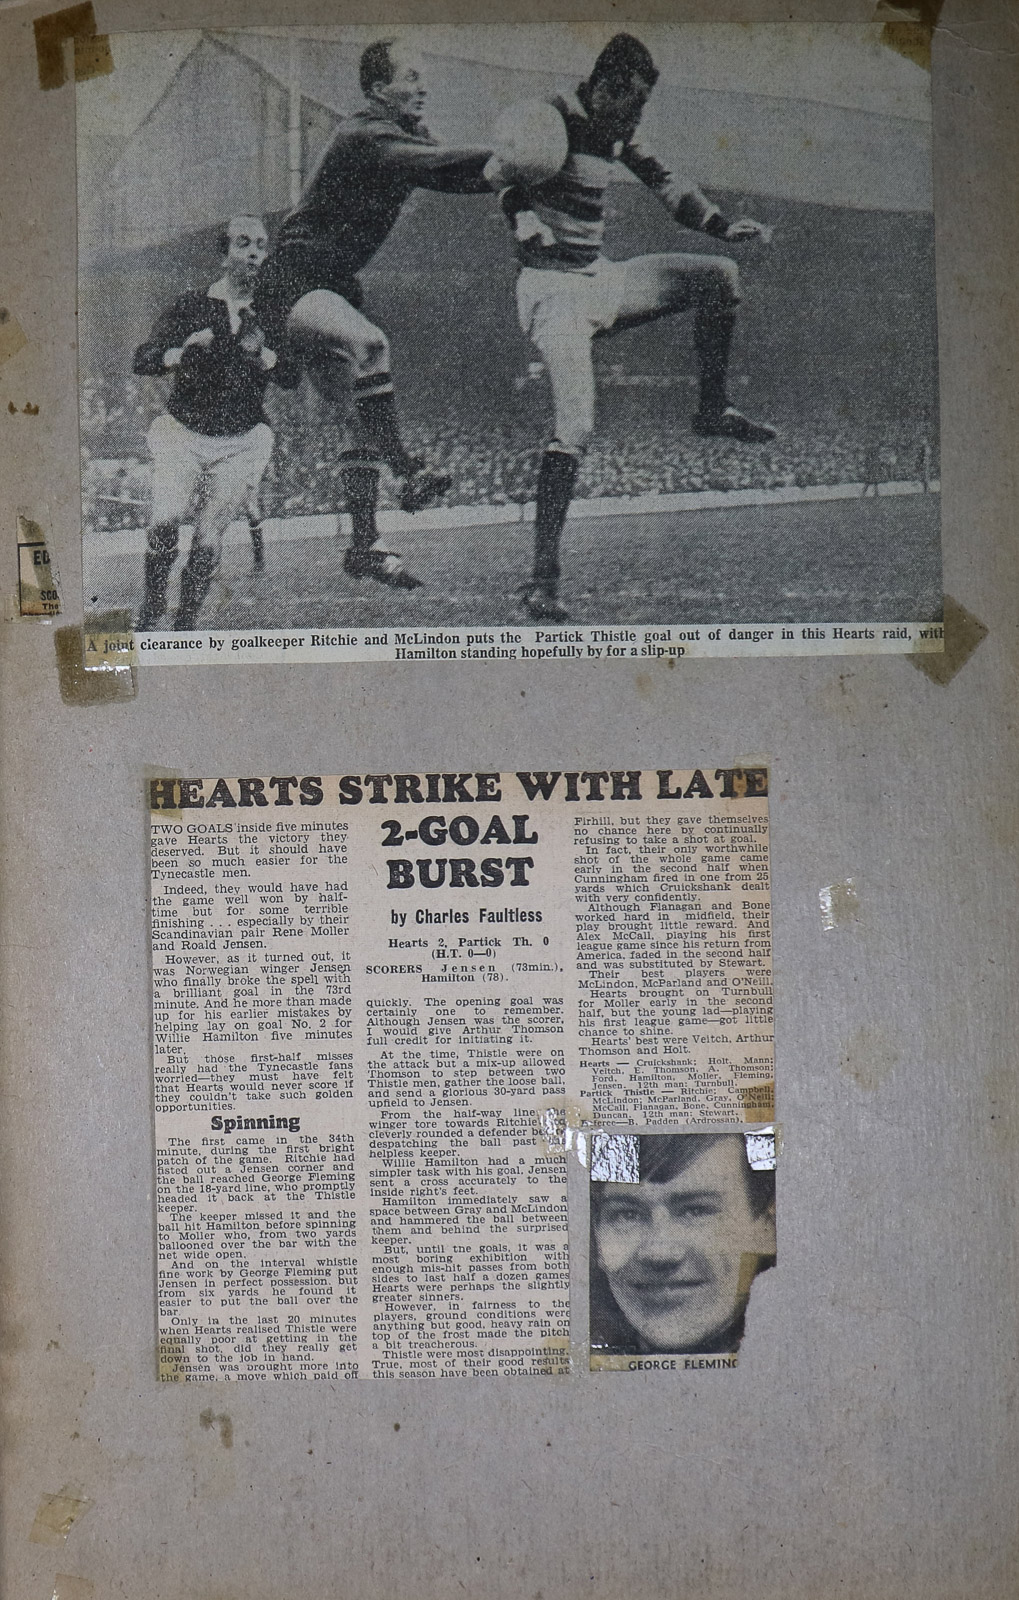 A joint clearance by goalkeeper Ritchie and McLindon puts the Partick Thistle goal out of danger in this Hearts raid, with
Hamilton standing hopefully by for a slip-up
ED
SCO
The
HEARTS STRIKE WITH LATE
2-GOAL
BURST
by Charles Faultless
Hearts 2, Partick Th. 0
(H.T. 0—0)
SCORERS Jensen (73min.),
Hamilton (78).
TWO GOALS inside five minutes
gave Hearts the victory they
deserved. But it should have
been so much easier for the
Tynecastle men.
Indeed, they would have had
the game well won by half-
time but for some terrible
finishing . . . especially by their
Scandinavian pair Rene Moller
and Roald Jensen.
However, as it turned out, it
was Norwegian winger Jensen
who finally broke the spell with
a brilliant goal in the 73rd
minute. And he more than made
up for his earlier mistakes by
helping lay on goal No. 2 for
Willie Hamilton five minutes
later.
But those first-half misses
really had the Tynecastle fans
worried—they must have felt
that Hearts would never score if
they couldn't take such golden
opportunities.
Spinning
The first came in the 34th
minute, during the first bright
patch of the game. Ritchie had
fisted out a Jensen corner and
the ball reached George Fleming
on the 18-yard line, who promptly
headed it back at the Thistle
keeper.
The keeper missed it and the
ball hit Hamilton before spinning
to Moller who, from two yards
ballooned over the bar with the
net wide open.
And on the interval whistle
fine work by George Fleming put
Jensen in perfect possession, but
from six yards he found it
easier to put the ball over the
bar.
Only in the last 20 minutes
when Hearts realised Thistle were
equally poor at getting in the
final shot, did they really get
down to the job in hand.
Jensen was brought more into
the game, a move which paid off
quickly. The opening goal was
certainly one to remember.
Although Jensen was the scorer,
I would give Arthur Thomson
full credit for initiating it.
At the time, Thistle were on
the attack but a mix-up allowed
Thomson to step between two
Thistle men, gather the loose ball,
and send a glorious 30-yard pass
upfield to Jensen.
From the half-way line, the
winger tore towards Ritchie and
cleverly rounded a defender before
despatching the ball past the
helpless keeper.
Willie Hamilton had a much
simpler task with his goal. Jensen
sent a cross accurately to the
inside right's feet.
Hamilton immediately saw a
space between Gray and McLindon
and hammered the ball between
them and behind the surprised
keeper.
But, until the goals, it was a
most boring exhibition with
enough mis-hit passes from both
sides to last half a dozen games
Hearts were perhaps the slightly
greater sinners.
However, in fairness to the
players, ground conditions were
anything but good, heavy rain on
top of the frost made the pitch
a bit treacherous.
Thistle were most disappointing.
True, most of their good results
this season have been obtained at
Firhill, but they gave themselves
no chance here by continually
refusing to take a shot at goal.
In fact, their only worthwhile
shot of the whole game came
early in the second half when
Cunningham fired in one from 25
yards which Cruickshank dealt
with very confidently.
Although Flanagan and Bone
worked hard in midfield, their
play brought little reward. And
Alex McCall, playing his first
league game since his return from
America, faded in the second half
and was substituted by Stewart.
Their best players were
McLindon, McParland and O'Neill.
Hearts brought on Turnbull
for Moller early in the second
half, but the young lad—playing
his first league game—got little
chance to shine.
Hearts' best were Veitch, Arthur
Thomson and Holt.
Hearts — Cruickshank; Holt, Mann;
Veitch, E. Thomson, A. Thomson;
Ford, Hamilton, Moller, Fleming,
Jensen. 12th man: Turnbull.
Partick Thistle — Ritchie; Campbell,
McLindon; McParland, Gray, O'Neill;
McCall, Flanagan, Bone, Cunningham,
Duncan. 12th man: Stewart.
Referee—B. Padden (Ardrossan).
GEORGE FLEMING